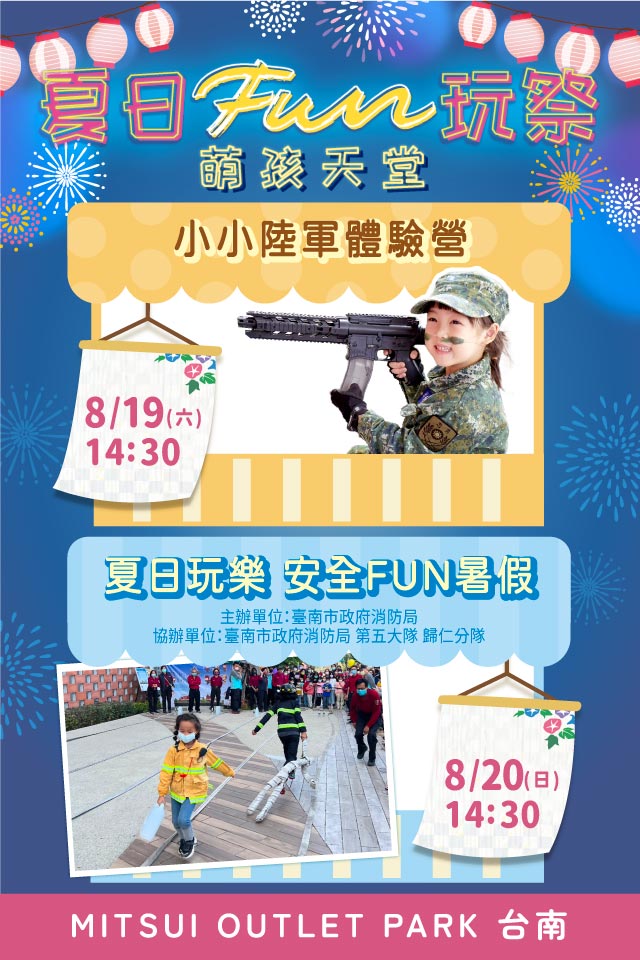 夏日Fun玩祭
萌孩天堂
小小陸軍體驗營
8/19(六)
14:30
夏日玩樂 安全FUN暑假
主辦單位:臺南市政府消防局
協辦單位:臺南市政府消防局 第五大隊 歸仁分隊
8/20(日)
14:30
MITSUI OUTLET PARK 台南